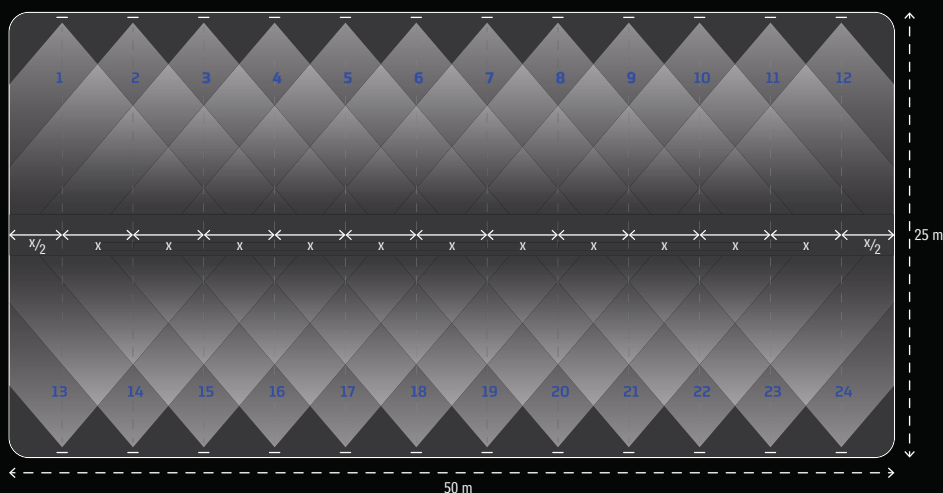 1 2 3 4 5 6 7 8 9 10 11 12
x/2 x x x x x x x x x x x x/2
25 m
13 14 15 16 17 18 19 20 21 22 23 24
50 m